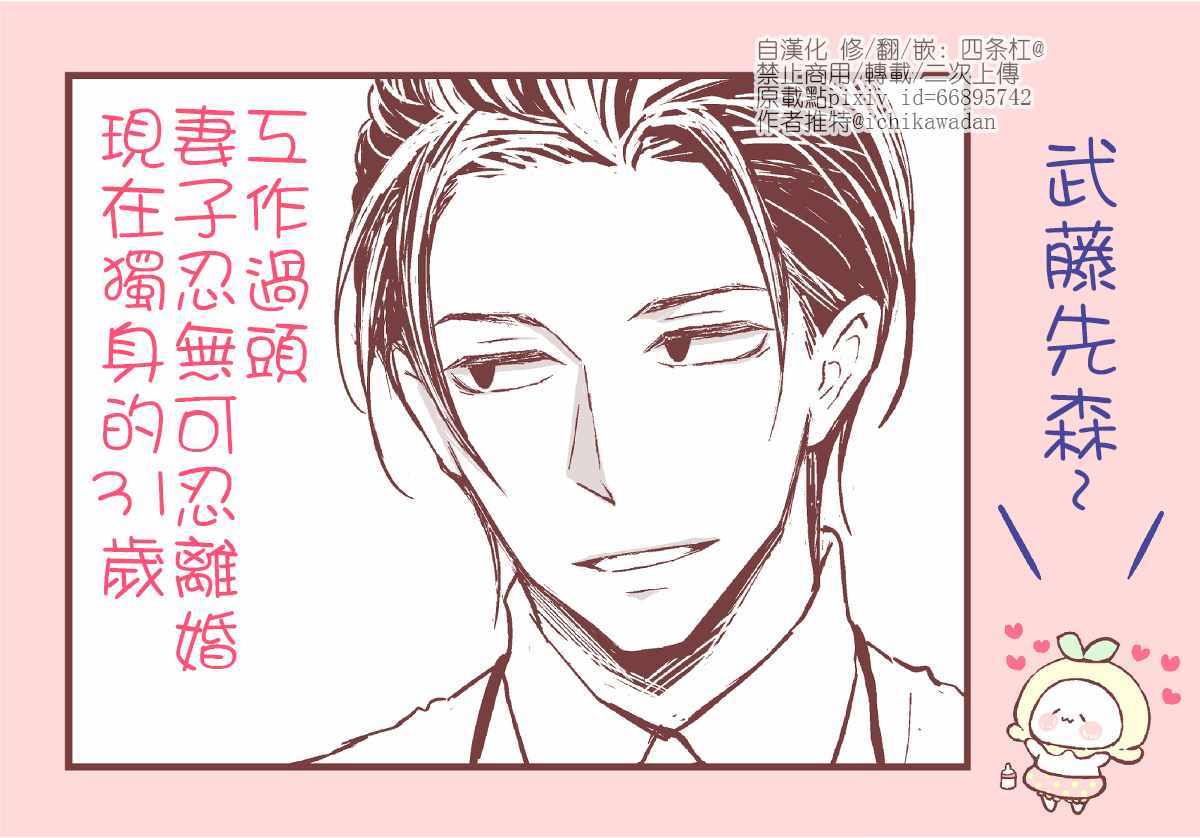 自漢化 修/翻/嵌: 四条杠@
禁止商用/轉載/二次上傳
原載點pixiv id=66895742
作者推特@ichikawadan
武藤先森~
工作過頭
妻子忍無可忍離婚
現在獨身的31歲